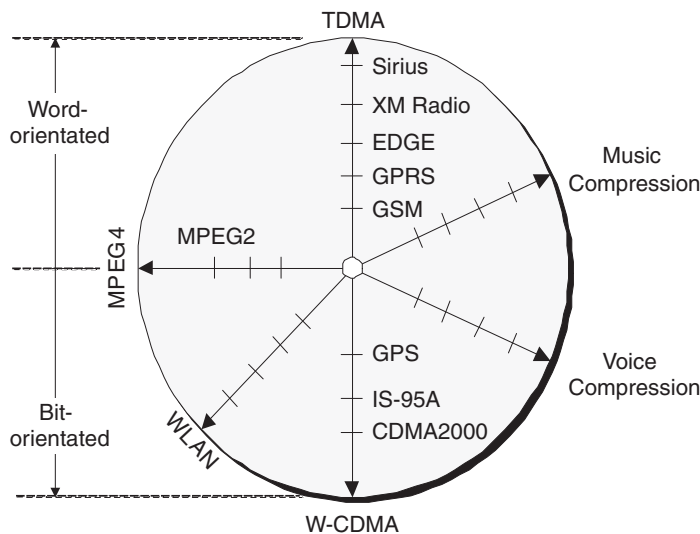 TDMA
Sirius
XM Radio
EDGE
GPRS
GSM
Word-
orientated
Music
Compression
MPEG2
MPEG4
GPS
IS-95A
CDMA2000
Voice
Compression
Bit-
orientated
WLAN
W-CDMA